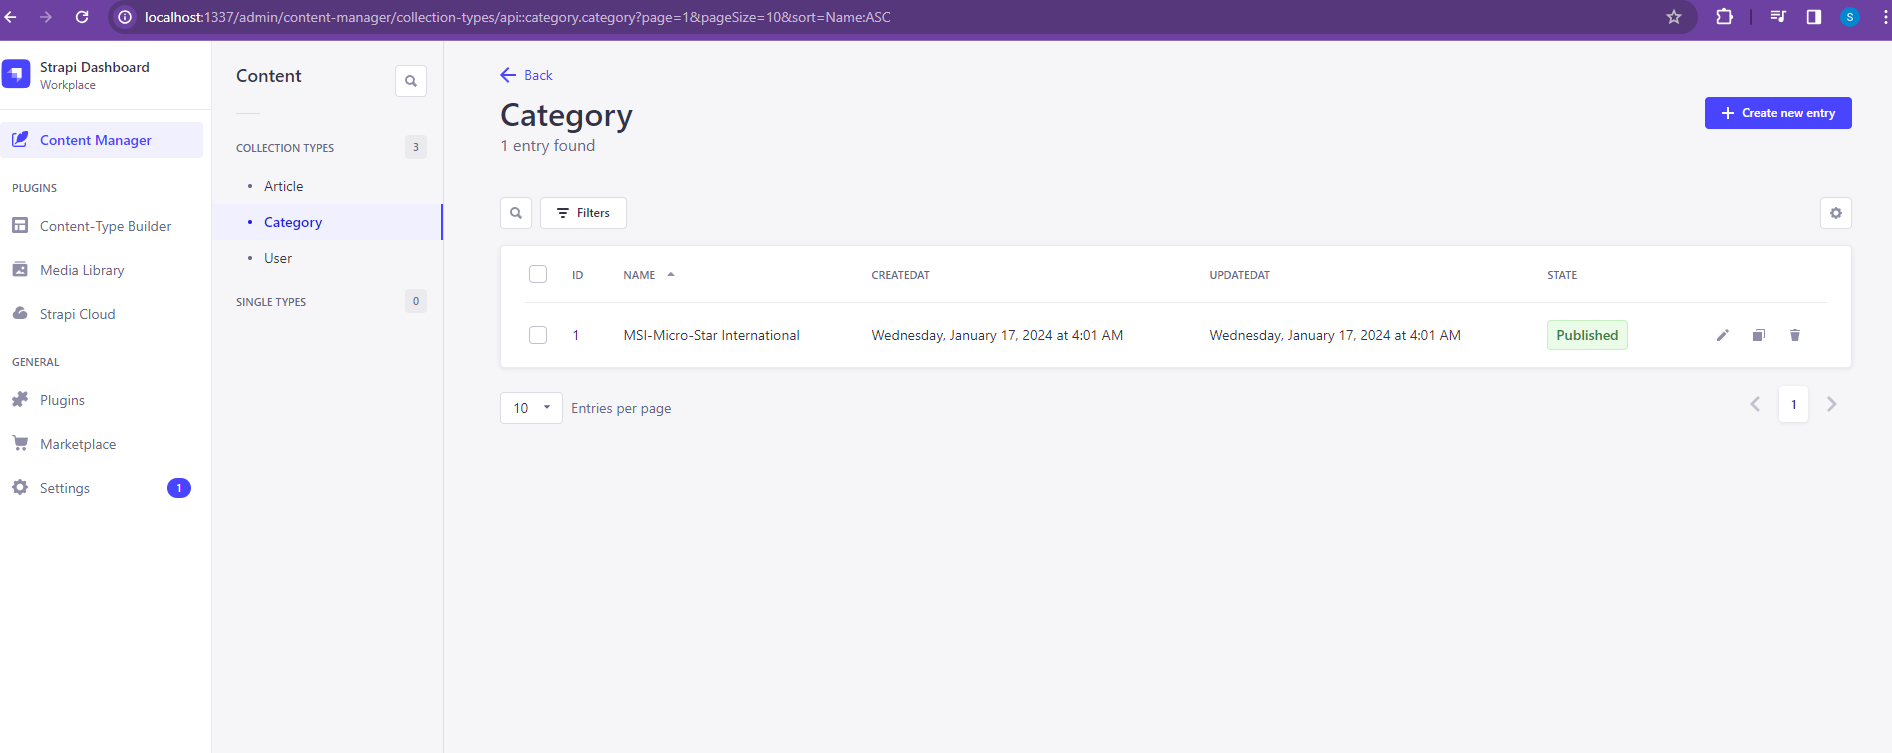 localhost:1337/admin/content-manager/collection-types/api::category.category?page=1&pageSize=10&sort=Name:ASC
S
Strapi Dashboard
Workplace
Content Manager
PLUGINS
Content-Type Builder
Media Library
Strapi Cloud
GENERAL
Plugins
Marketplace
Settings
1
Content
COLLECTION TYPES
3
Article
Category
User
SINGLE TYPES
0
Back
Category
1 entry found
Create new entry
Filters
ID NAME CREATEDAT UPDATEDAT STATE
1 MSI-Micro-Star International Wednesday, January 17, 2024 at 4:01 AM Wednesday, January 17, 2024 at 4:01 AM Published
10 Entries per page
1